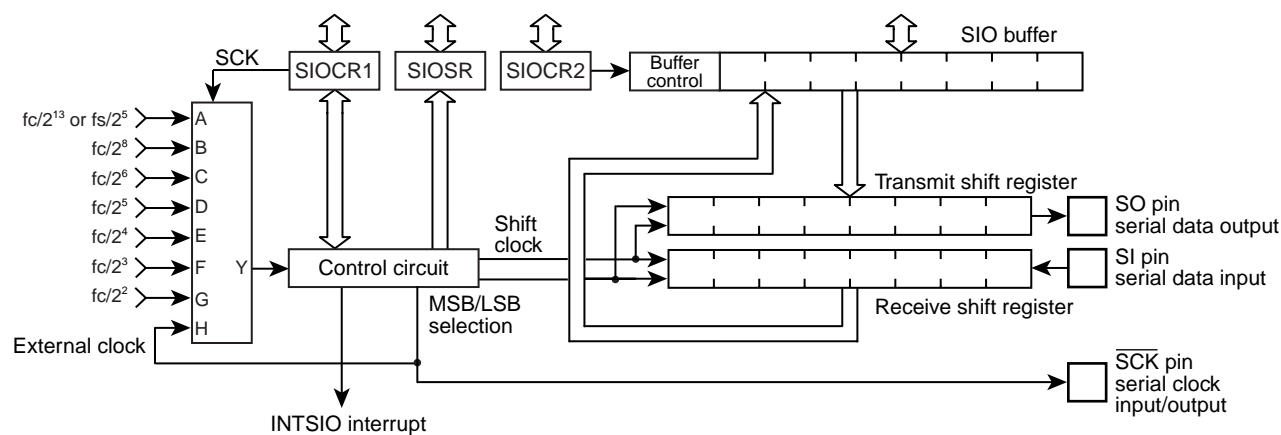 SIO buffer
SCK
SIOCR1
SIOSR
SIOCR2
Buffer
control
fc/2¹³ or fs/2⁵
A
fc/2⁸
B
fc/2⁶
C
fc/2⁵
D
fc/2⁴
E
fc/2³
F
Y
fc/2²
G
H
External clock
Control circuit
Shift
clock
MSB/LSB
selection
INTSIO interrupt
Transmit shift register
SO pin
serial data output
SI pin
serial data input
Receive shift register
S̅C̅K̅ pin
serial clock
input/output